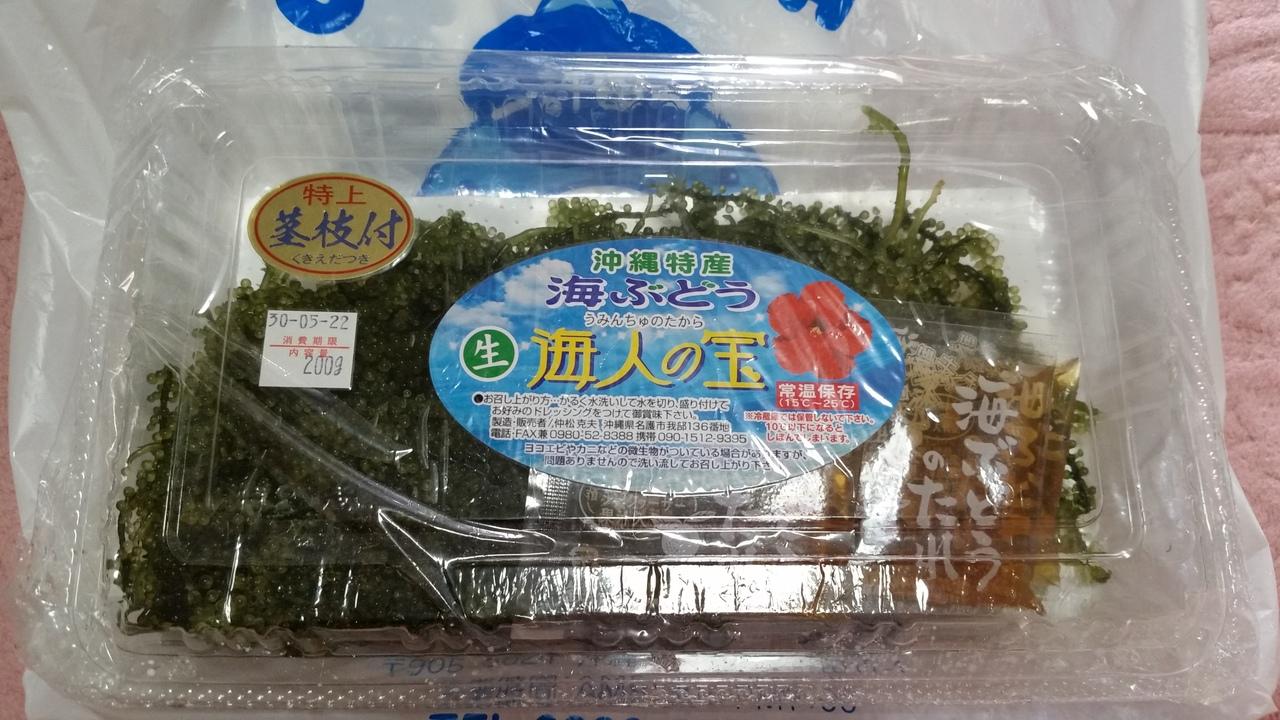 特上
茎枝付
くきえだつき
30-05-22
消費期限
内容量
200g
沖縄特産
海ぶどう
うみんちゅのたから
生 海人の宝
常温保存
(15℃~25℃)
●お召し上がり方…かるく水洗いして水を切り、盛り付けて
お好みのドレッシングをつけて御賞味下さい。
製造・販売者/仲松克夫 沖縄県名護市我部136番地
電話・FAX兼 0980-52-8388 携帯 090-1512-9395
※冷蔵庫では保管しないで下さい。
10℃以下になると
しぼんでしまいます。
ヨコエビやカニなどの微生物がついている場合がありますが、
問題ありませんので洗い流してお召し上がり下さ
海ぶどう
のたれ
〒905